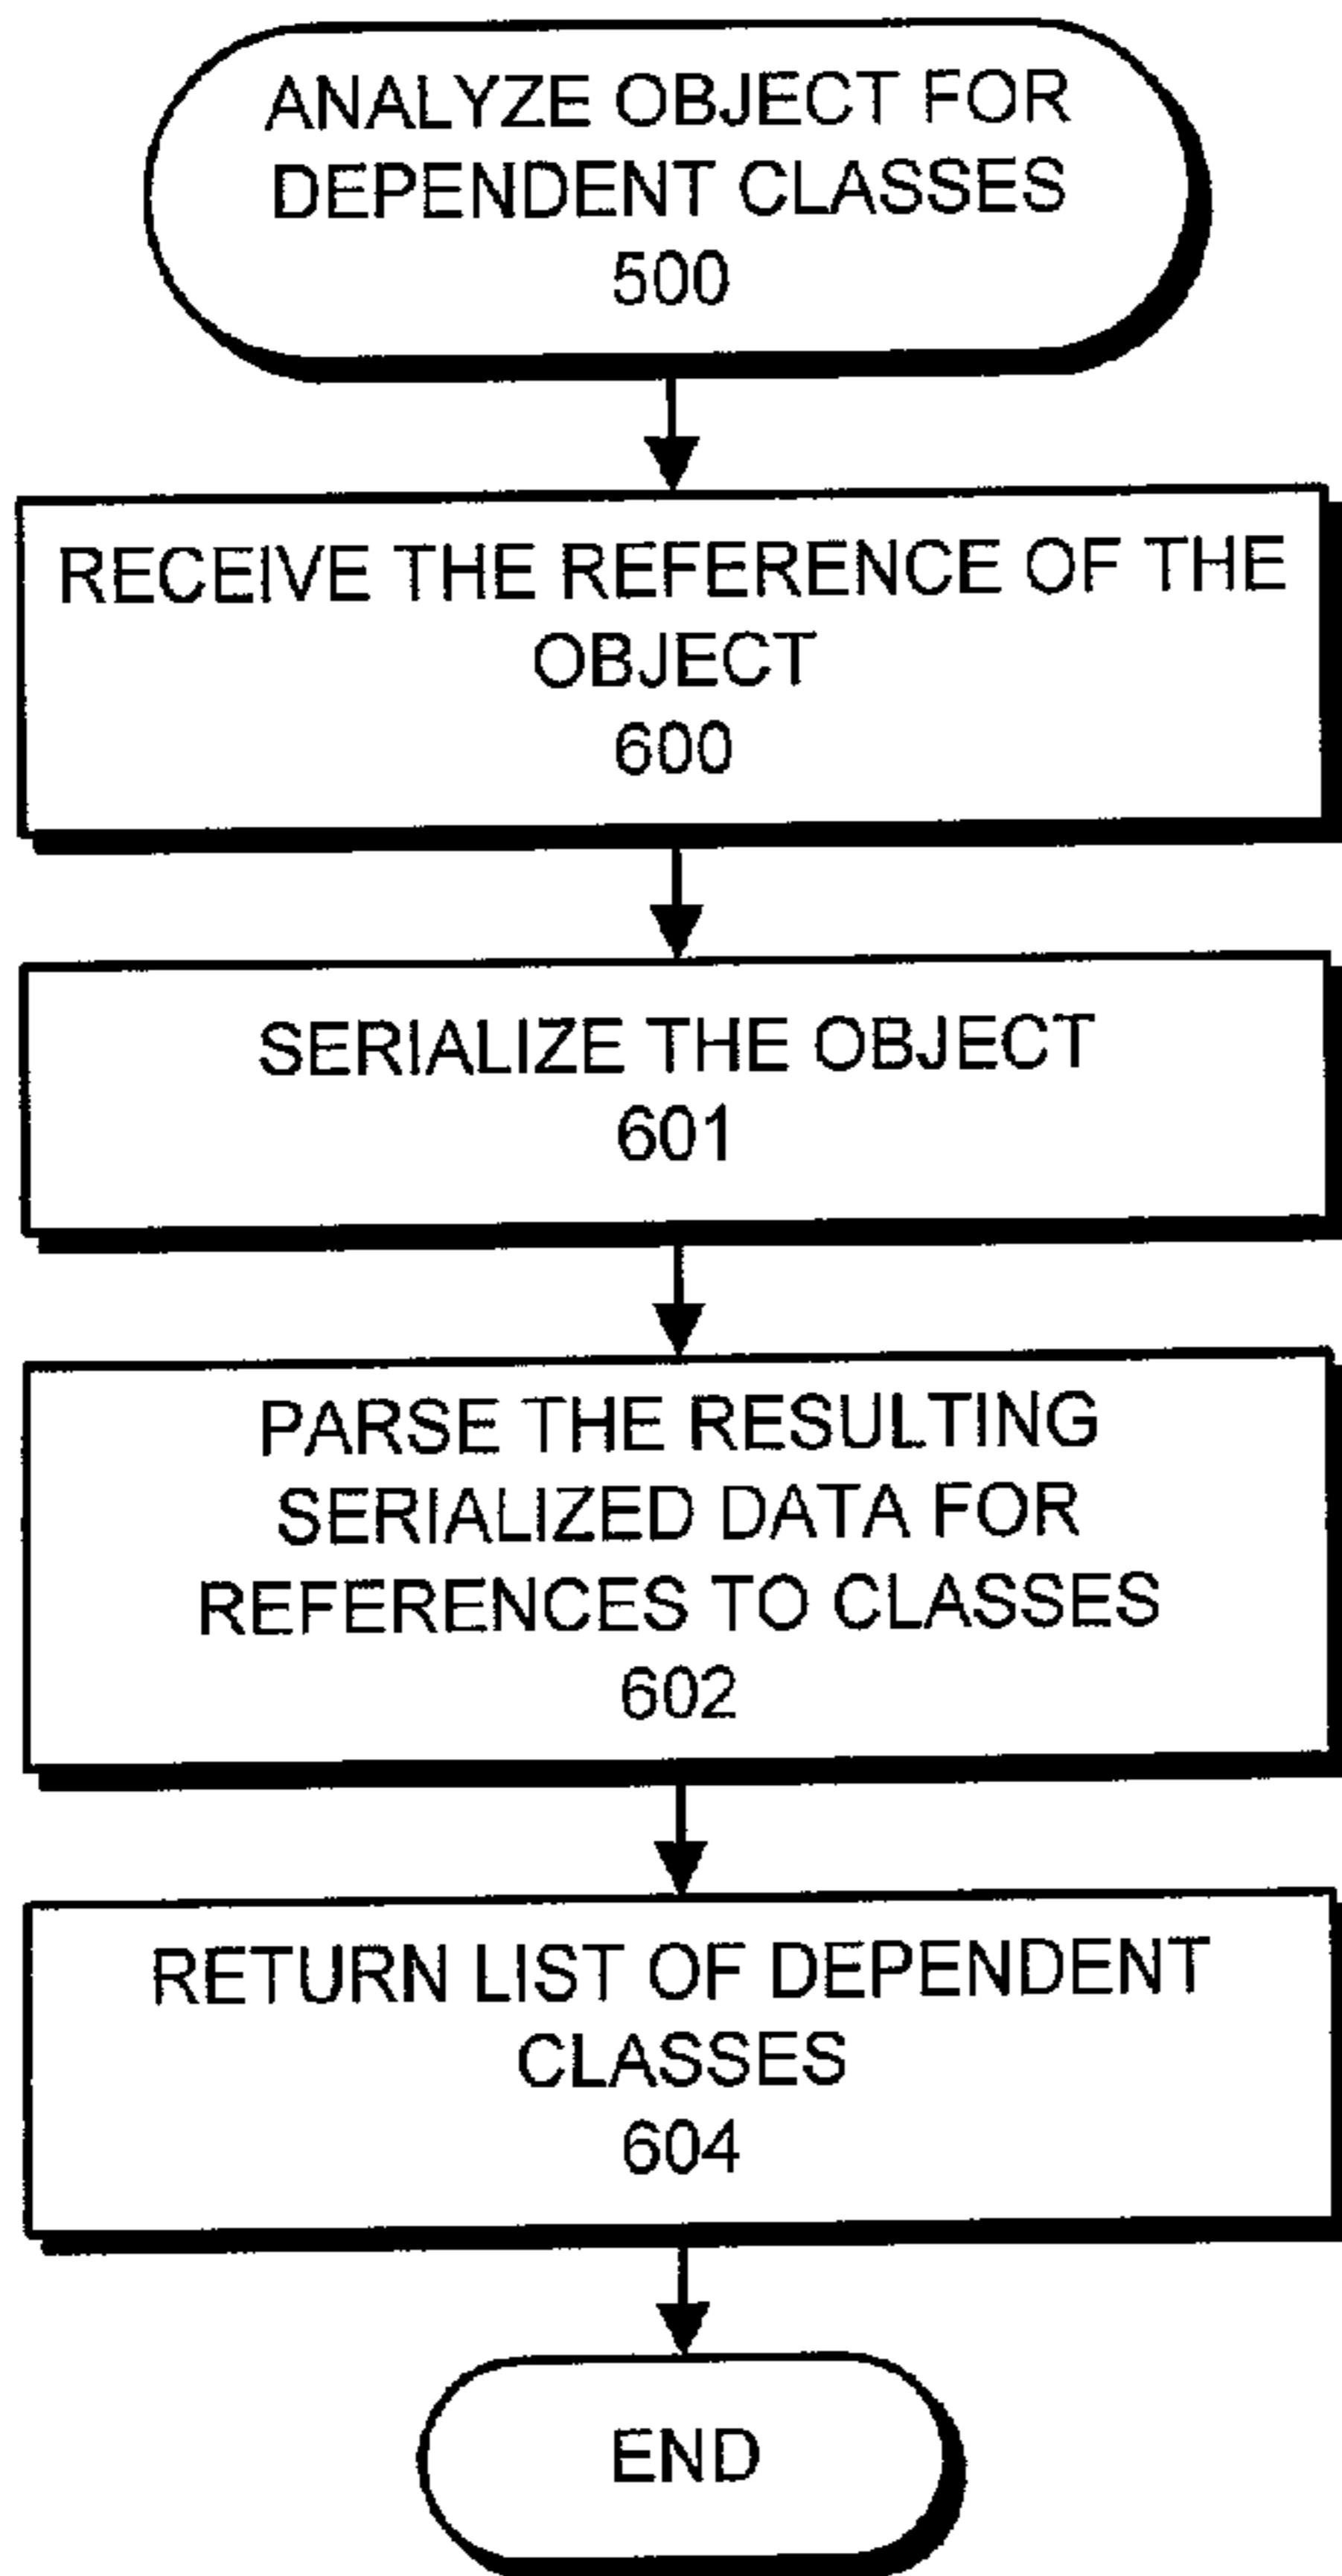 ANALYZE OBJECT FOR
DEPENDENT CLASSES
500
RECEIVE THE REFERENCE OF THE
OBJECT
600
SERIALIZE THE OBJECT
601
PARSE THE RESULTING
SERIALIZED DATA FOR
REFERENCES TO CLASSES
602
RETURN LIST OF DEPENDENT
CLASSES
604
END